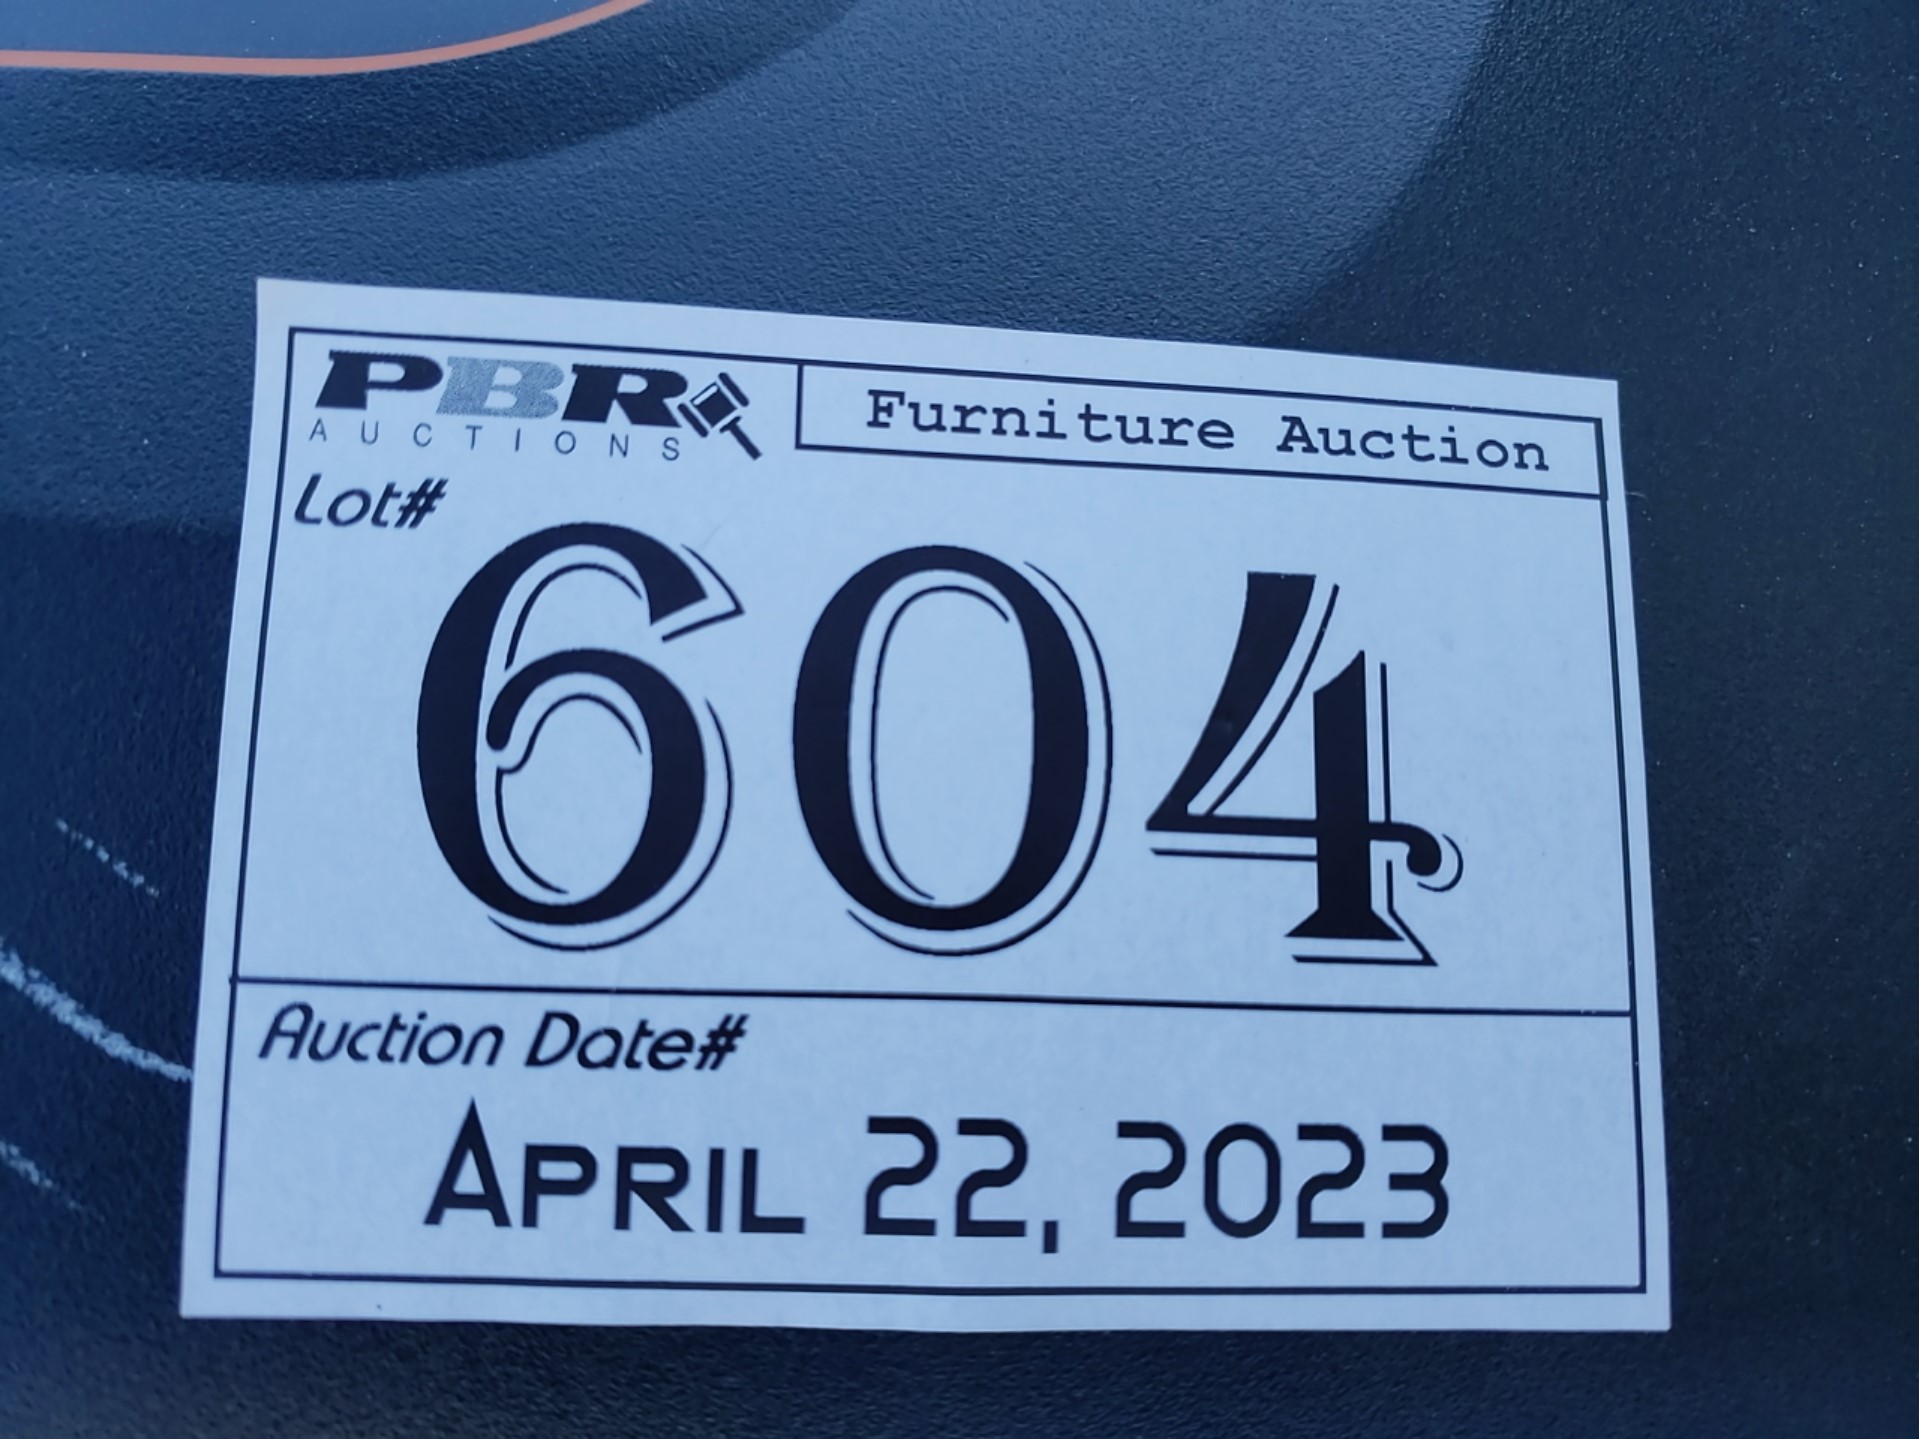 PBR
AUCTIONS
Furniture Auction
Lot#
604
Auction Date#
APRIL 22, 2023